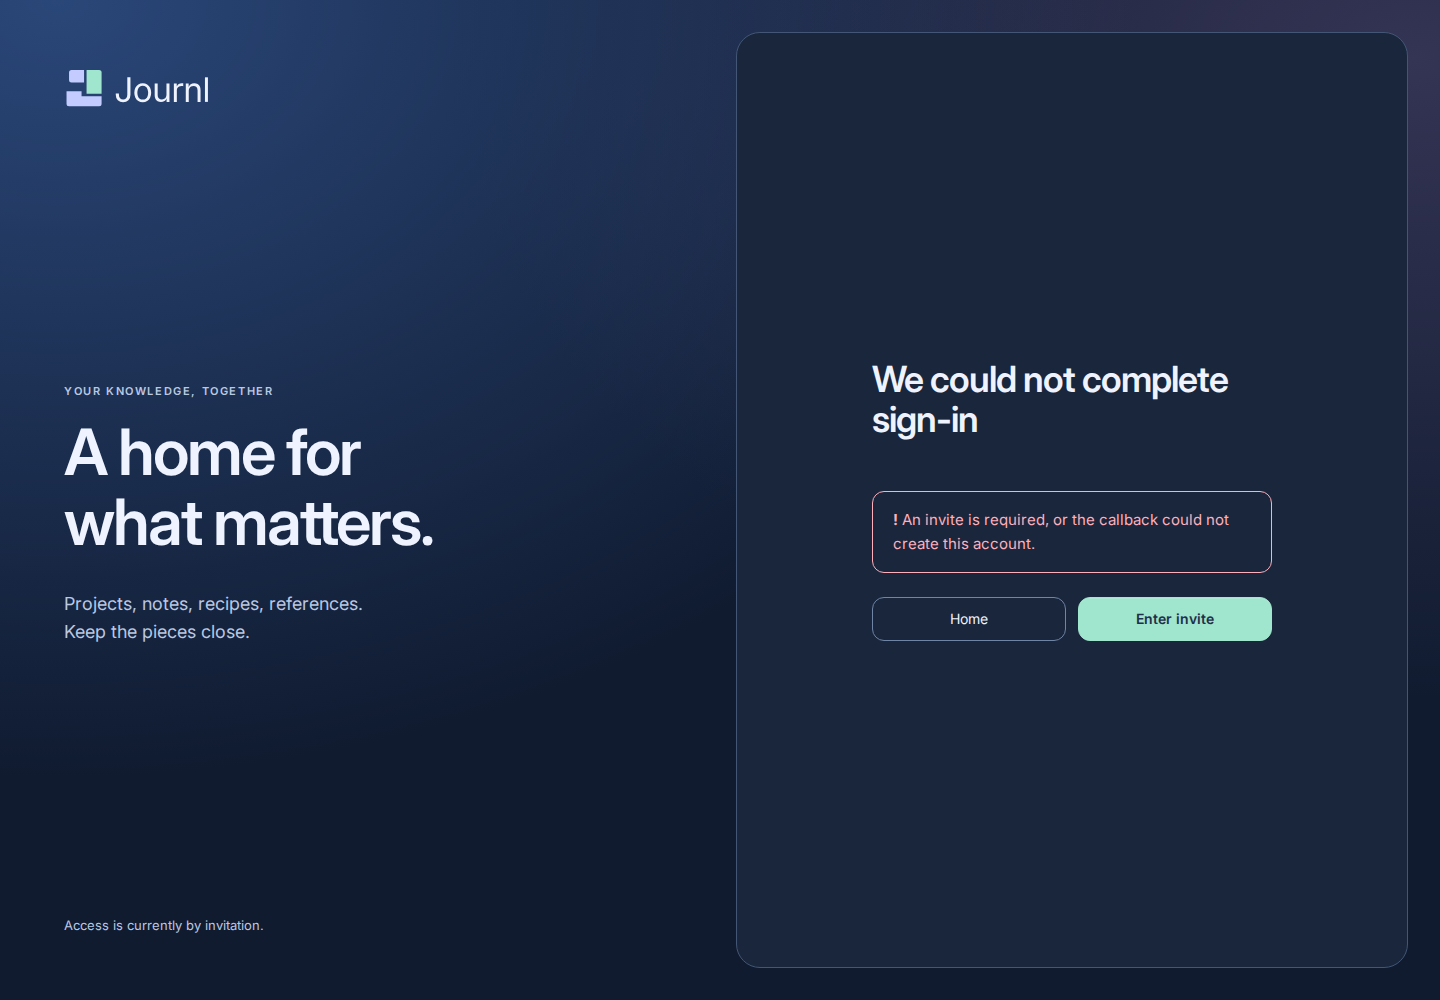 Journl
YOUR KNOWLEDGE, TOGETHER
A home for
what matters.
Projects, notes, recipes, references.
Keep the pieces close.
Access is currently by invitation.
We could not complete
sign-in
! An invite is required, or the callback could not
create this account.
Home
Enter invite